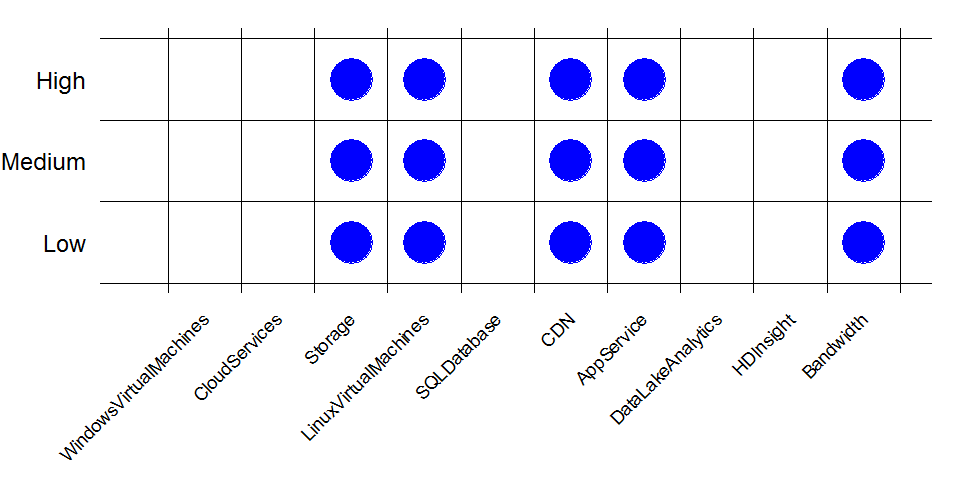 High
Medium
Low
WindowsVirtualMachines
CloudServices
Storage
LinuxVirtualMachines
SQLDatabase
CDN
AppService
DataLakeAnalytics
HDInsight
Bandwidth